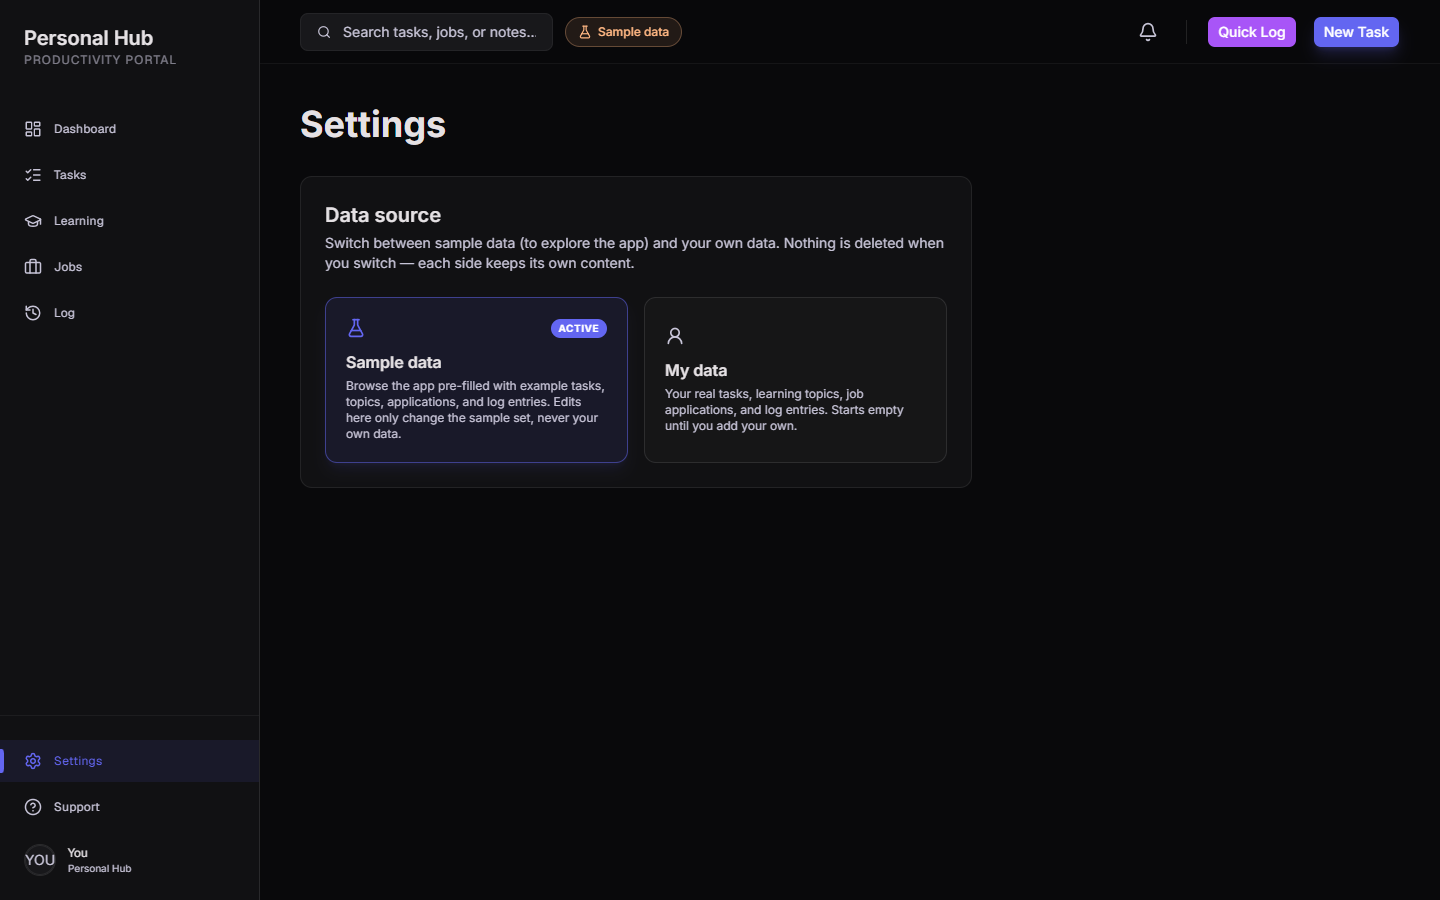 Personal Hub
PRODUCTIVITY PORTAL
Dashboard
Tasks
Learning
Jobs
Log
Settings
Support
YOU
You
Personal Hub
Search tasks, jobs, or notes...
Sample data
Quick Log
New Task
Settings
Data source
Switch between sample data (to explore the app) and your own data. Nothing is deleted when
you switch — each side keeps its own content.
ACTIVE
Sample data
Browse the app pre-filled with example tasks,
topics, applications, and log entries. Edits
here only change the sample set, never your
own data.
My data
Your real tasks, learning topics, job
applications, and log entries. Starts empty
until you add your own.